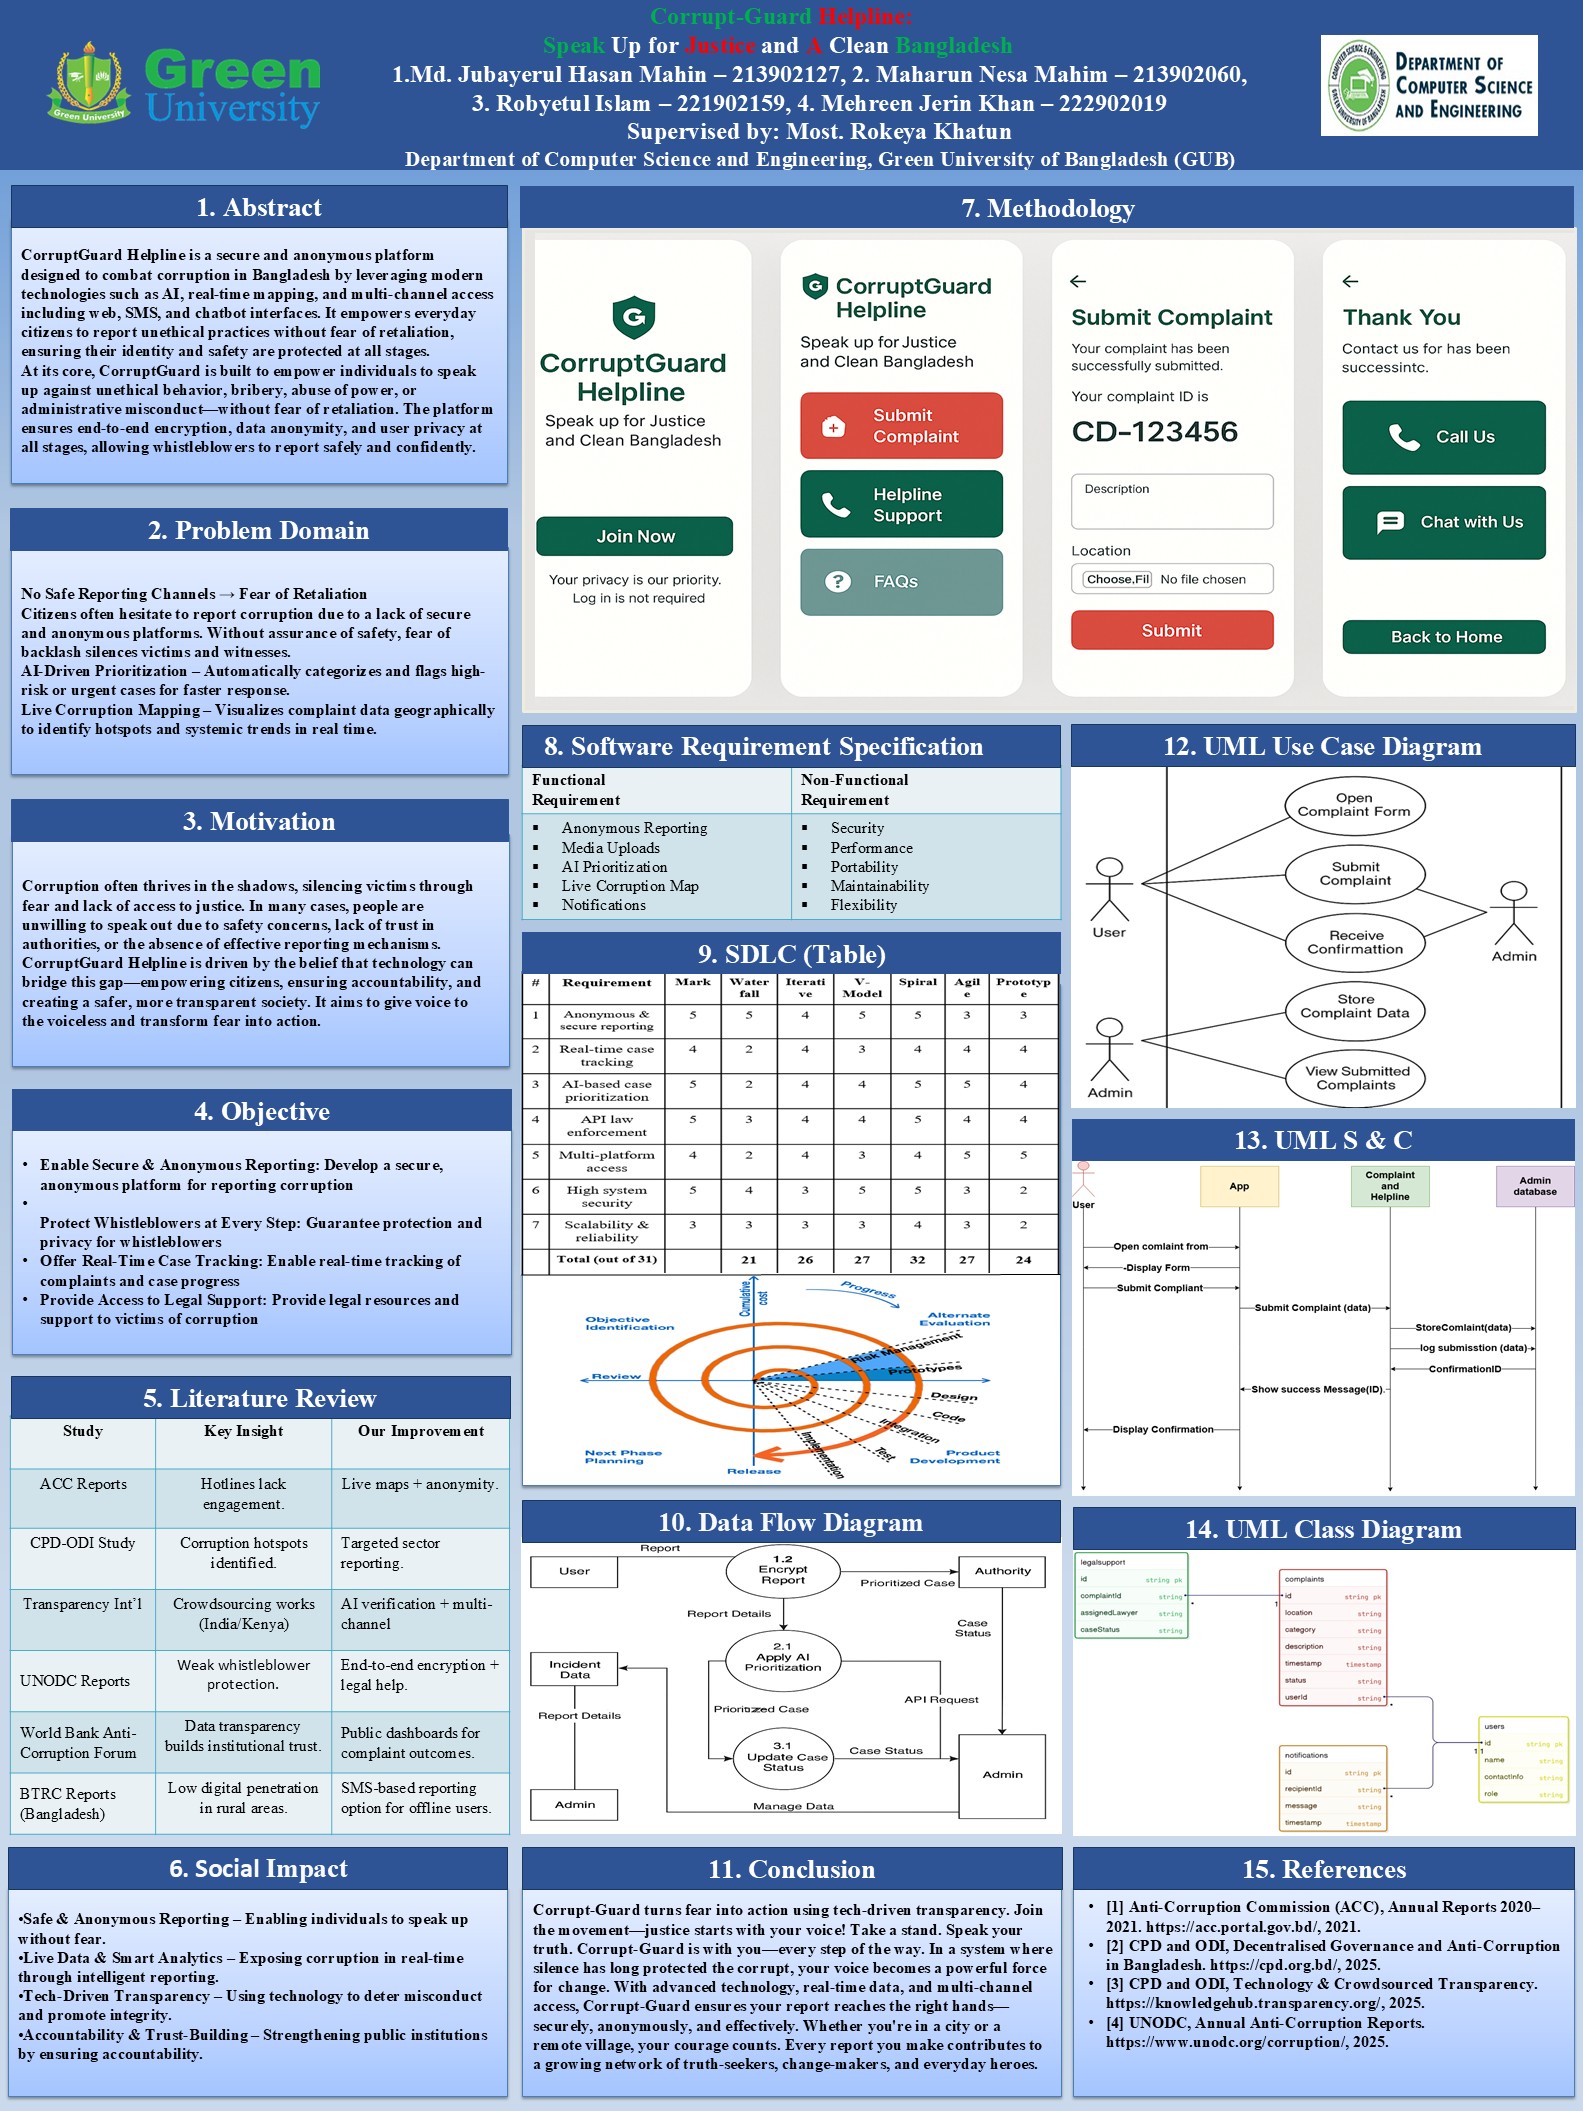 Corrupt-Guard Helpline:
Speak Up for Justice and A Clean Bangladesh
1.Md. Jubayerul Hasan Mahin – 213902127, 2. Maharun Nesa Mahim – 213902060,
3. Robyetul Islam – 221902159, 4. Mehreen Jerin Khan – 222902019
Supervised by: Most. Rokeya Khatun
Department of Computer Science and Engineering, Green University of Bangladesh (GUB)
Green University
Green
University
DEPARTMENT OF
COMPUTER SCIENCE
AND ENGINEERING
1. Abstract
CorruptGuard Helpline is a secure and anonymous platform
designed to combat corruption in Bangladesh by leveraging modern
technologies such as AI, real-time mapping, and multi-channel access
including web, SMS, and chatbot interfaces. It empowers everyday
citizens to report unethical practices without fear of retaliation,
ensuring their identity and safety are protected at all stages.
At its core, CorruptGuard is built to empower individuals to speak
up against unethical behavior, bribery, abuse of power, or
administrative misconduct—without fear of retaliation. The platform
ensures end-to-end encryption, data anonymity, and user privacy at
all stages, allowing whistleblowers to report safely and confidently.
2. Problem Domain
No Safe Reporting Channels → Fear of Retaliation
Citizens often hesitate to report corruption due to a lack of secure
and anonymous platforms. Without assurance of safety, fear of
backlash silences victims and witnesses.
AI-Driven Prioritization – Automatically categorizes and flags high-
risk or urgent cases for faster response.
Live Corruption Mapping – Visualizes complaint data geographically
to identify hotspots and systemic trends in real time.
3. Motivation
Corruption often thrives in the shadows, silencing victims through
fear and lack of access to justice. In many cases, people are
unwilling to speak out due to safety concerns, lack of trust in
authorities, or the absence of effective reporting mechanisms.
CorruptGuard Helpline is driven by the belief that technology can
bridge this gap—empowering citizens, ensuring accountability, and
creating a safer, more transparent society. It aims to give voice to
the voiceless and transform fear into action.
4. Objective
• Enable Secure & Anonymous Reporting: Develop a secure,
anonymous platform for reporting corruption
•
Protect Whistleblowers at Every Step: Guarantee protection and
privacy for whistleblowers
• Offer Real-Time Case Tracking: Enable real-time tracking of
complaints and case progress
• Provide Access to Legal Support: Provide legal resources and
support to victims of corruption
5. Literature Review
Study Key Insight Our Improvement
ACC Reports Hotlines lack engagement. Live maps + anonymity.
CPD-ODI Study Corruption hotspots identified. Targeted sector reporting.
Transparency Int'l Crowdsourcing works (India/Kenya) AI verification + multi-channel
UNODC Reports Weak whistleblower protection. End-to-end encryption + legal help.
World Bank Anti-Corruption Forum Data transparency builds institutional trust. Public dashboards for complaint outcomes.
BTRC Reports (Bangladesh) Low digital penetration in rural areas. SMS-based reporting option for offline users.
6. Social Impact
•Safe & Anonymous Reporting – Enabling individuals to speak up
without fear.
•Live Data & Smart Analytics – Exposing corruption in real-time
through intelligent reporting.
•Tech-Driven Transparency – Using technology to deter misconduct
and promote integrity.
•Accountability & Trust-Building – Strengthening public institutions
by ensuring accountability.
7. Methodology
CorruptGuard
Helpline
Speak up for Justice
and Clean Bangladesh
Join Now
Your privacy is our priority.
Log in is not required
CorruptGuard
Helpline
Speak up for Justice
and Clean Bangladesh
Submit
Complaint
Helpline
Support
FAQs
Submit Complaint
Your complaint has been
successfully submitted.
Your complaint ID is
CD-123456
Description
Location
Choose.Fil No file chosen
Submit
Thank You
Contact us for has been
successintc.
Call Us
Chat with Us
Back to Home
8. Software Requirement Specification
Functional Requirement
Non-Functional Requirement
▪ Anonymous Reporting ▪ Security
▪ Media Uploads ▪ Performance
▪ AI Prioritization ▪ Portability
▪ Live Corruption Map ▪ Maintainability
▪ Notifications ▪ Flexibility
9. SDLC (Table)
# Requirement Mark Water fall Iterati ve V-Model Spiral Agil e Prototyp e
1 Anonymous & secure reporting 5 5 4 5 5 3 3
2 Real-time case tracking 4 2 4 3 4 4 4
3 AI-based case prioritization 5 2 4 4 5 5 4
4 API law enforcement 5 3 4 4 5 4 4
5 Multi-platform access 4 2 4 3 4 5 5
6 High system security 5 4 3 5 5 3 2
7 Scalability & reliability 3 3 3 3 4 3 2
Total (out of 31) 21 26 27 32 27 24
Cumulative cost
Progress
Objective Identification
Alternate Evaluation
Risk Management
Prototypes
Review
Design
Code
Integration
Test
Implementation
Next Phase Planning
Product Development
Release
10. Data Flow Diagram
Report
User
1.2
Encrypt
Report
Authority
Prioritized Case
Report Details
Case
Status
2.1
Apply AI
Prioritization
Incident
Data
API Request
Prioritized Case
Report Details
3.1
Update Case
Status
Case Status
Admin
Admin
Manage Data
11. Conclusion
Corrupt-Guard turns fear into action using tech-driven transparency. Join
the movement—justice starts with your voice! Take a stand. Speak your
truth. Corrupt-Guard is with you—every step of the way. In a system where
silence has long protected the corrupt, your voice becomes a powerful force
for change. With advanced technology, real-time data, and multi-channel
access, Corrupt-Guard ensures your report reaches the right hands—
securely, anonymously, and effectively. Whether you're in a city or a
remote village, your courage counts. Every report you make contributes to
a growing network of truth-seekers, change-makers, and everyday heroes.
12. UML Use Case Diagram
Open
Complaint Form
Submit
Complaint
User
Receive
Confirmattion
Admin
Store
Complaint Data
View Submitted
Complaints
Admin
13. UML S & C
User
App
Complaint
and
Helpline
Admin
database
Open comlaint from
-Display Form
Submit Compliant
Submit Complaint (data)
StoreComlaint(data)
log submisstion (data)
ConfirmationID
Show success Message(ID).
Display Confirmation
14. UML Class Diagram
legalsupport
id string pk
complaintId string
assignedLawyer string
caseStatus string
complaints
id string pk
location string
category string
description string
timestamp timestamp
status string
userId string
notifications
id string pk
recipientId string
message string
timestamp timestamp
users
id string pk
name string
contactInfo string
role string
15. References
• [1] Anti-Corruption Commission (ACC), Annual Reports 2020–
2021. https://acc.portal.gov.bd/, 2021.
• [2] CPD and ODI, Decentralised Governance and Anti-Corruption
in Bangladesh. https://cpd.org.bd/, 2025.
• [3] CPD and ODI, Technology & Crowdsourced Transparency.
https://knowledgehub.transparency.org/, 2025.
• [4] UNODC, Annual Anti-Corruption Reports.
https://www.unodc.org/corruption/, 2025.